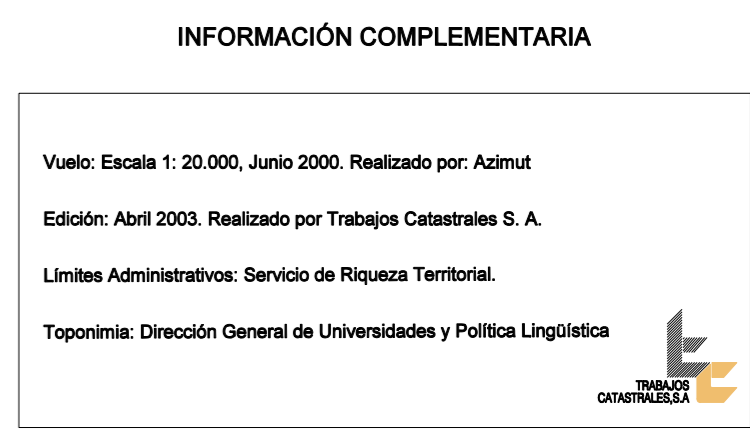 INFORMACIÓN COMPLEMENTARIA
Vuelo: Escala 1: 20.000, Junio 2000. Realizado por: Azimut
Edición: Abril 2003. Realizado por Trabajos Catastrales S. A.
Límites Administrativos: Servicio de Riqueza Territorial.
Toponimia: Dirección General de Universidades y Política Lingüística
TRABAJOS
CATASTRALES,S.A